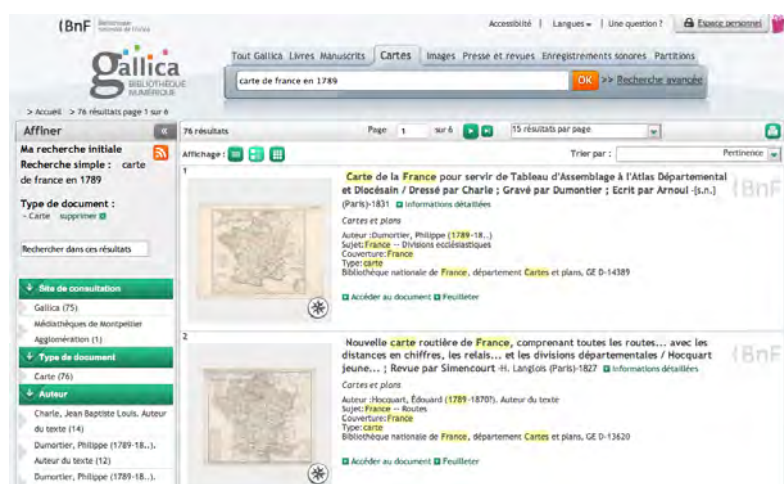 {BnF Bibliothèque nationale de France
Accessibilité | Langues | Une question ? Espace personnel
gallica
BIBLIOTHÈQUE
NUMÉRIQUE
Tout Gallica Livres Manuscrits Cartes Images Presse et revues Enregistrements sonores Partitions
carte de france en 1789 OK >> Recherche avancée
> Accueil > 76 résultats page 1 sur 6
Affiner «
Ma recherche initiale
Recherche simple : carte
de france en 1789
Type de document :
- Carte supprimer
Rechercher dans ces résultats
Site de consultation
Gallica (75)
Médiathèques de Montpellier
Agglomération (1)
Type de document
Carte (76)
Auteur
Charle, Jean Baptiste Louis. Auteur
du texte (14)
Dumortier, Philippe (1789-18..).
Auteur du texte (12)
Dumortier, Philippe (1789-18..).
76 résultats Page 1 sur 6 15 résultats par page
Affichage : Trier par : Pertinence
1
Carte de la France pour servir de Tableau d'Assemblage à l'Atlas Départemental
et Diocésain / Dressé par Charle ; Gravé par Dumontier ; Ecrit par Arnoul -[s.n.]
(Paris)-1831 Informations détaillées
{BnF
Cartes et plans
Auteur :Dumortier, Philippe (1789-18..)
Sujet:France -- Divisions ecclésiastiques
Couverture:France
Type:carte
Bibliothèque nationale de France, département Cartes et plans, GE D-14389
Accéder au document Feuilleter
2
Nouvelle carte routière de France, comprenant toutes les routes... avec les
distances en chiffres, les relais... et les divisions départementales / Hocquart
jeune... ; Revue par Simencourt -H. Langlois (Paris)-1827 Informations détaillées
{BnF
Cartes et plans
Auteur :Hocquart, Édouard (1789-1870?). Auteur du texte
Sujet:France -- Routes
Couverture:France
Type:carte
Bibliothèque nationale de France, département Cartes et plans, GE D-13620
Accéder au document Feuilleter